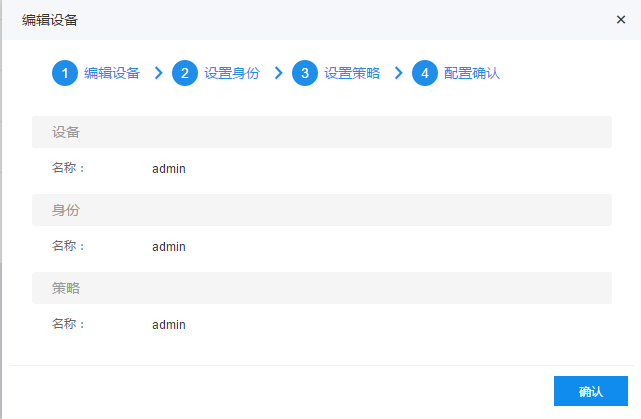 编辑设备 ×
1 编辑设备 > 2 设置身份 > 3 设置策略 > 4 配置确认
设备
名称： admin
身份
名称： admin
策略
名称： admin
确认